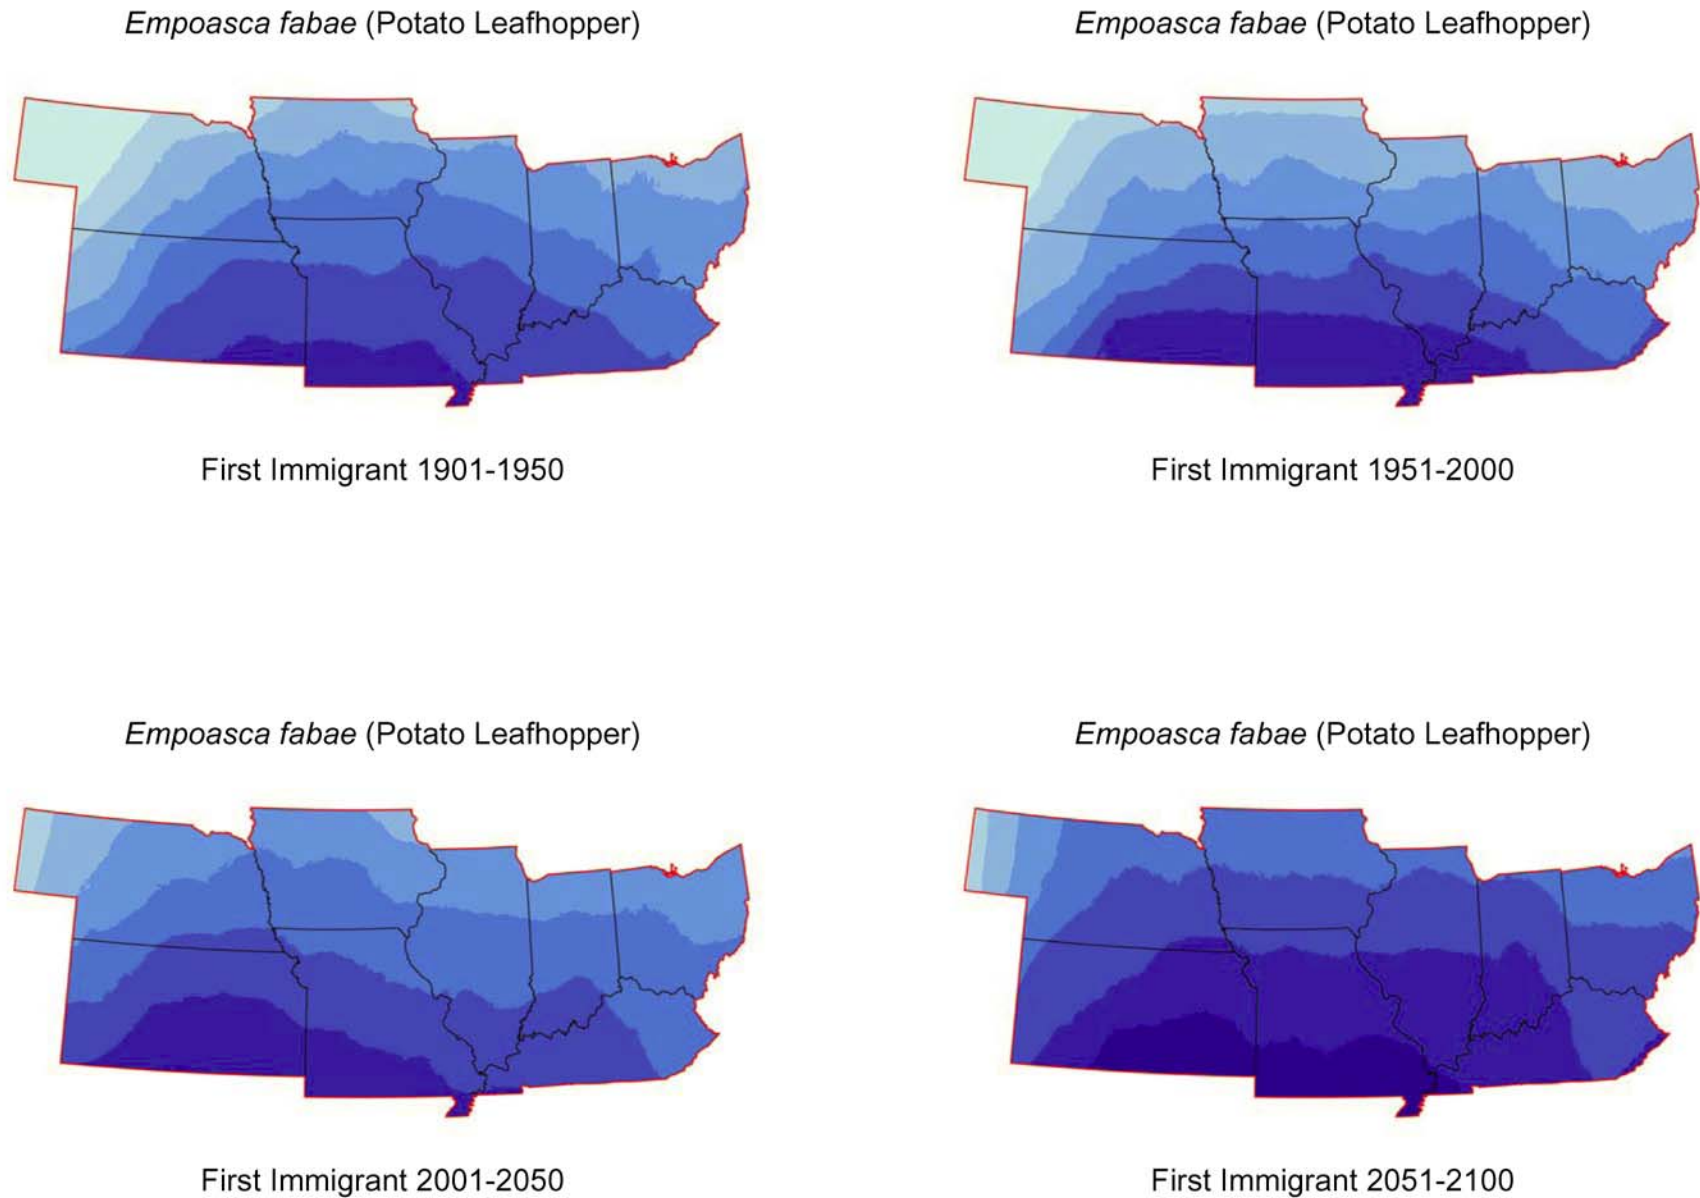 Empoasca fabae (Potato Leafhopper)
Empoasca fabae (Potato Leafhopper)
First Immigrant 1901-1950
First Immigrant 1951-2000
Empoasca fabae (Potato Leafhopper)
Empoasca fabae (Potato Leafhopper)
First Immigrant 2001-2050
First Immigrant 2051-2100